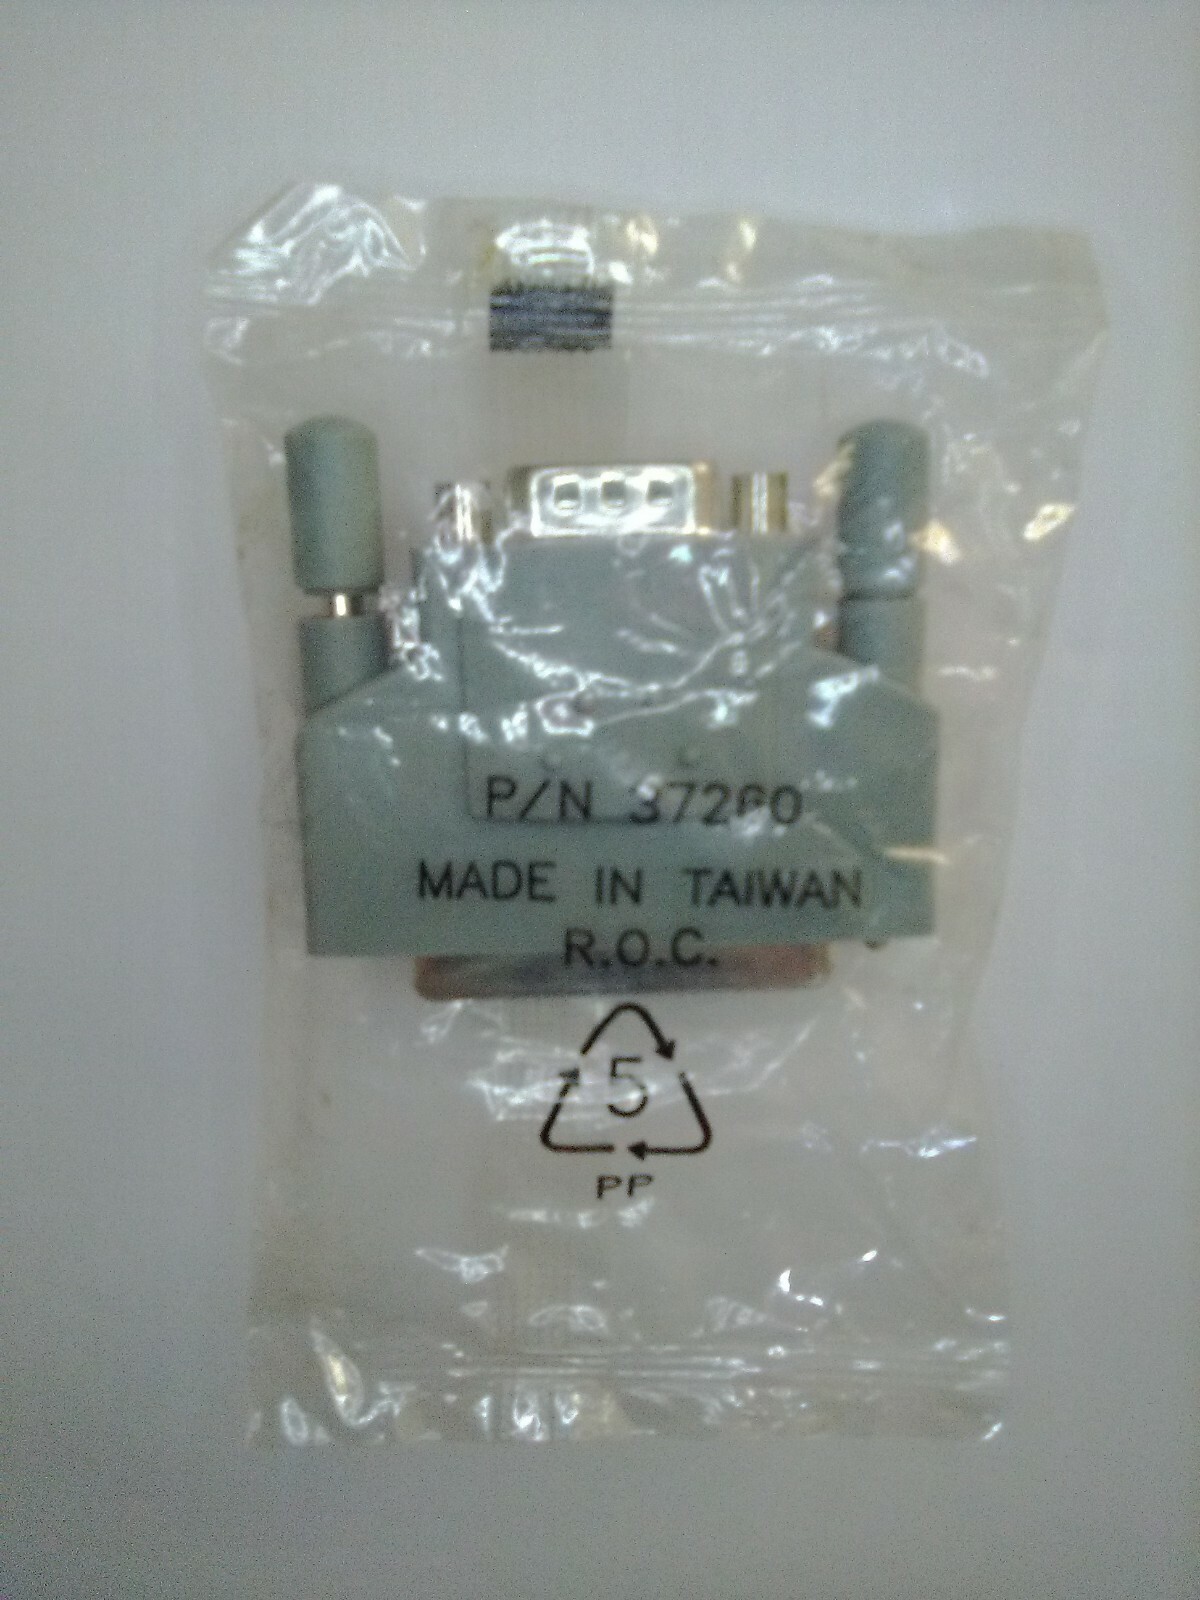 P/N 37260
MADE IN TAIWAN
R.O.C.
5
PP